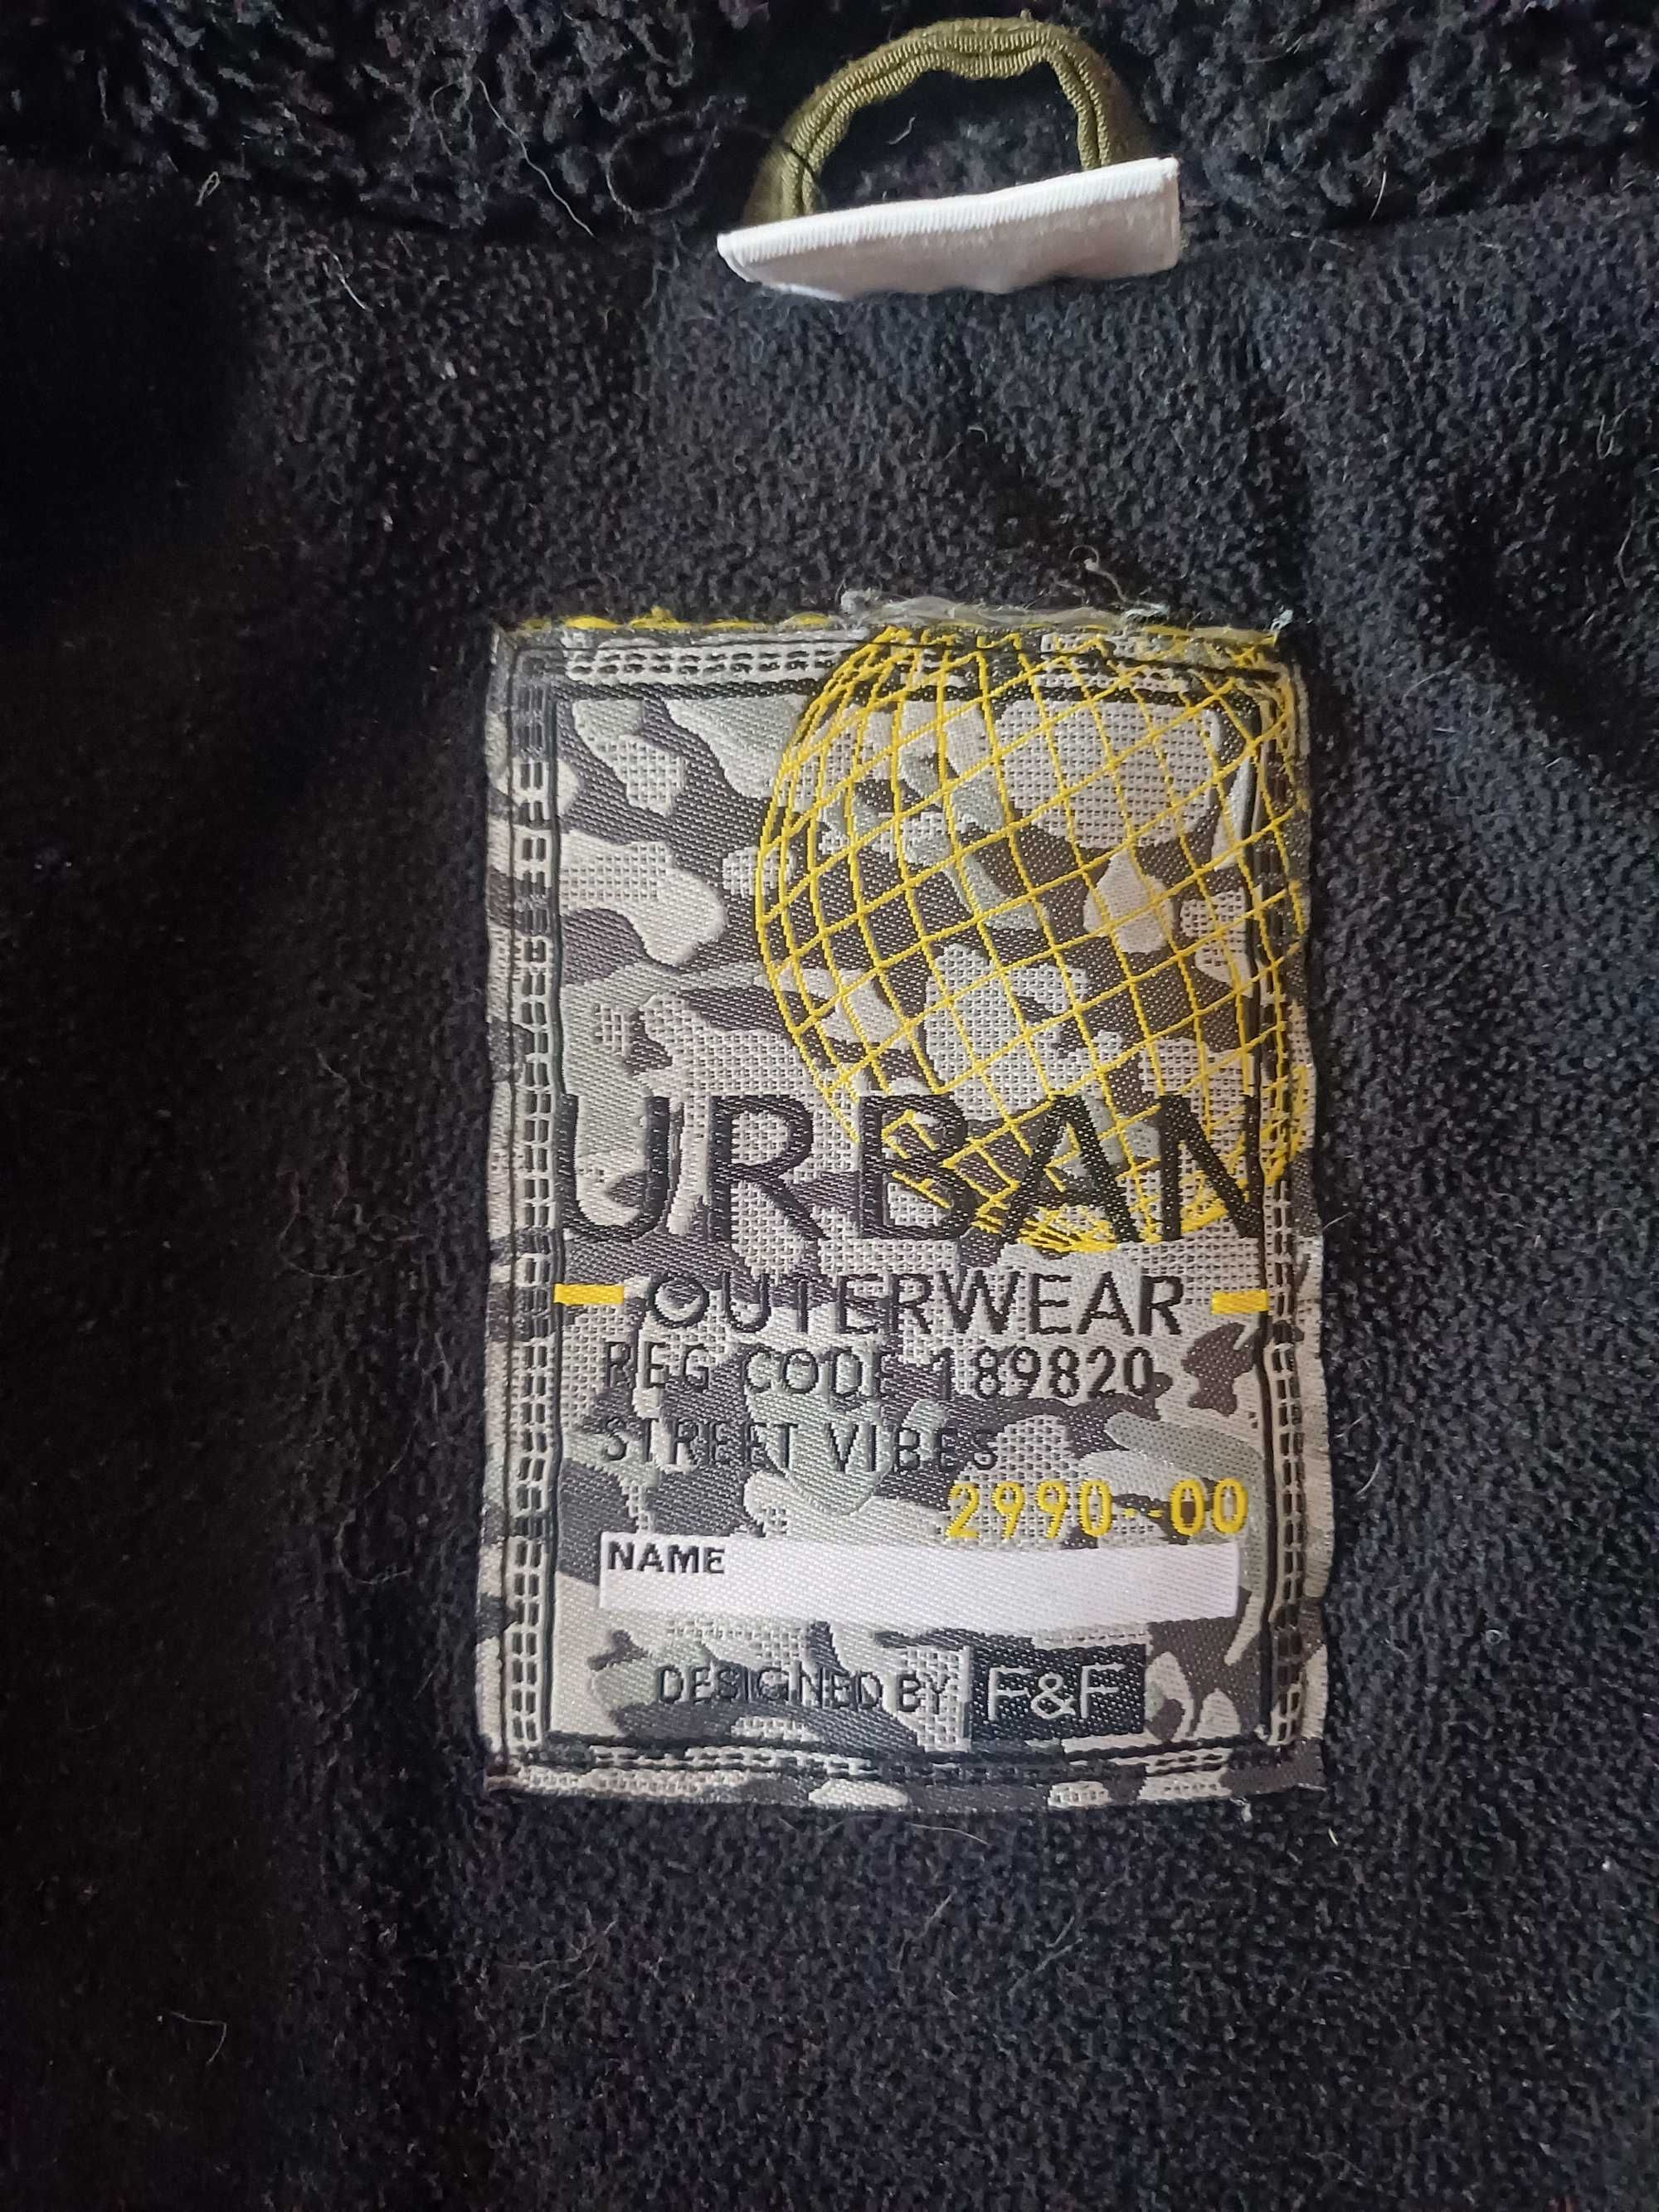 URBAN
OUTERWEAR
REG CODE 189820
STREET VIBES
2990--00
NAME
DESIGNED BY F&F